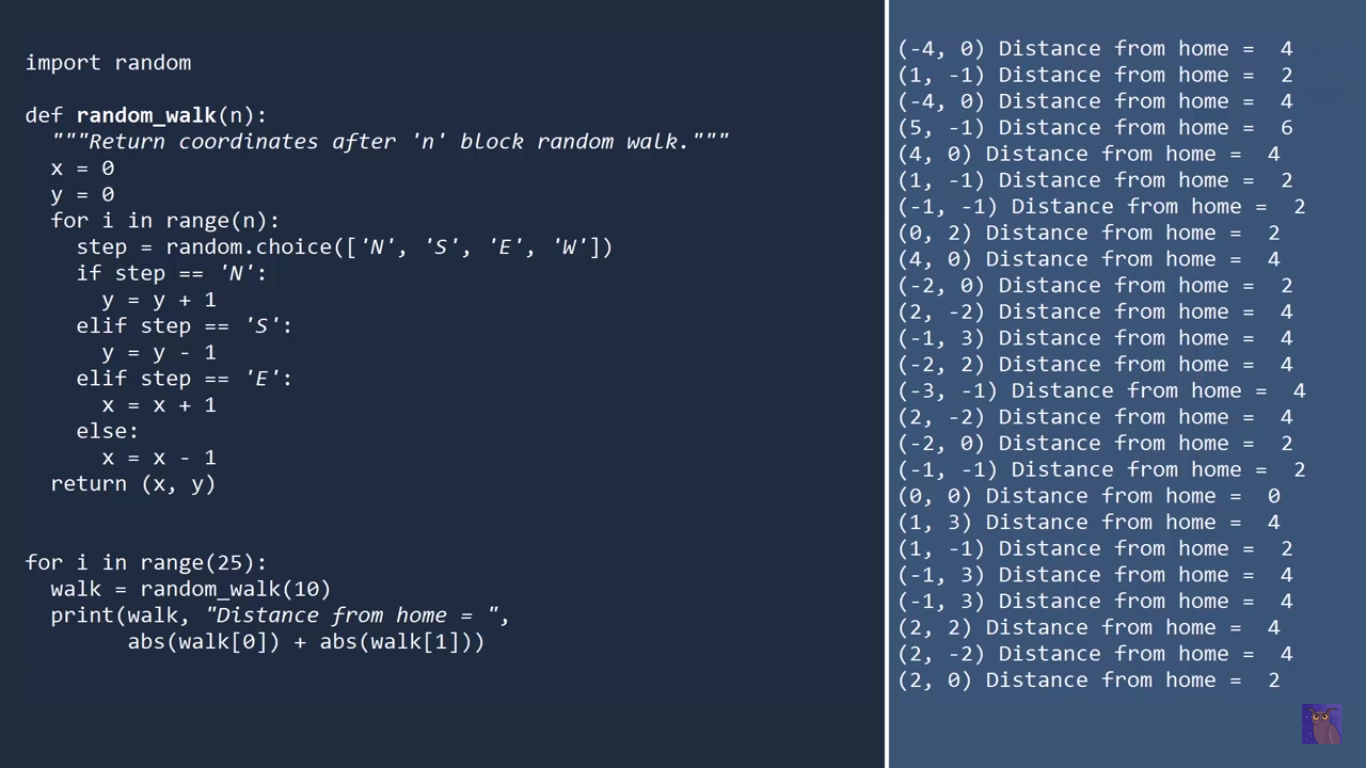 import random

def random_walk(n):
  """Return coordinates after 'n' block random walk."""
  x = 0
  y = 0
  for i in range(n):
    step = random.choice(['N', 'S', 'E', 'W'])
    if step == 'N':
      y = y + 1
    elif step == 'S':
      y = y - 1
    elif step == 'E':
      x = x + 1
    else:
      x = x - 1
  return (x, y)

for i in range(25):
  walk = random_walk(10)
  print(walk, "Distance from home = ",
        abs(walk[0]) + abs(walk[1]))
(-4, 0) Distance from home =  4
(1, -1) Distance from home =  2
(-4, 0) Distance from home =  4
(5, -1) Distance from home =  6
(4, 0) Distance from home =  4
(1, -1) Distance from home =  2
(-1, -1) Distance from home =  2
(0, 2) Distance from home =  2
(4, 0) Distance from home =  4
(-2, 0) Distance from home =  2
(2, -2) Distance from home =  4
(-1, 3) Distance from home =  4
(-2, 2) Distance from home =  4
(-3, -1) Distance from home =  4
(2, -2) Distance from home =  4
(-2, 0) Distance from home =  2
(-1, -1) Distance from home =  2
(0, 0) Distance from home =  0
(1, 3) Distance from home =  4
(1, -1) Distance from home =  2
(-1, 3) Distance from home =  4
(-1, 3) Distance from home =  4
(2, 2) Distance from home =  4
(2, -2) Distance from home =  4
(2, 0) Distance from home =  2